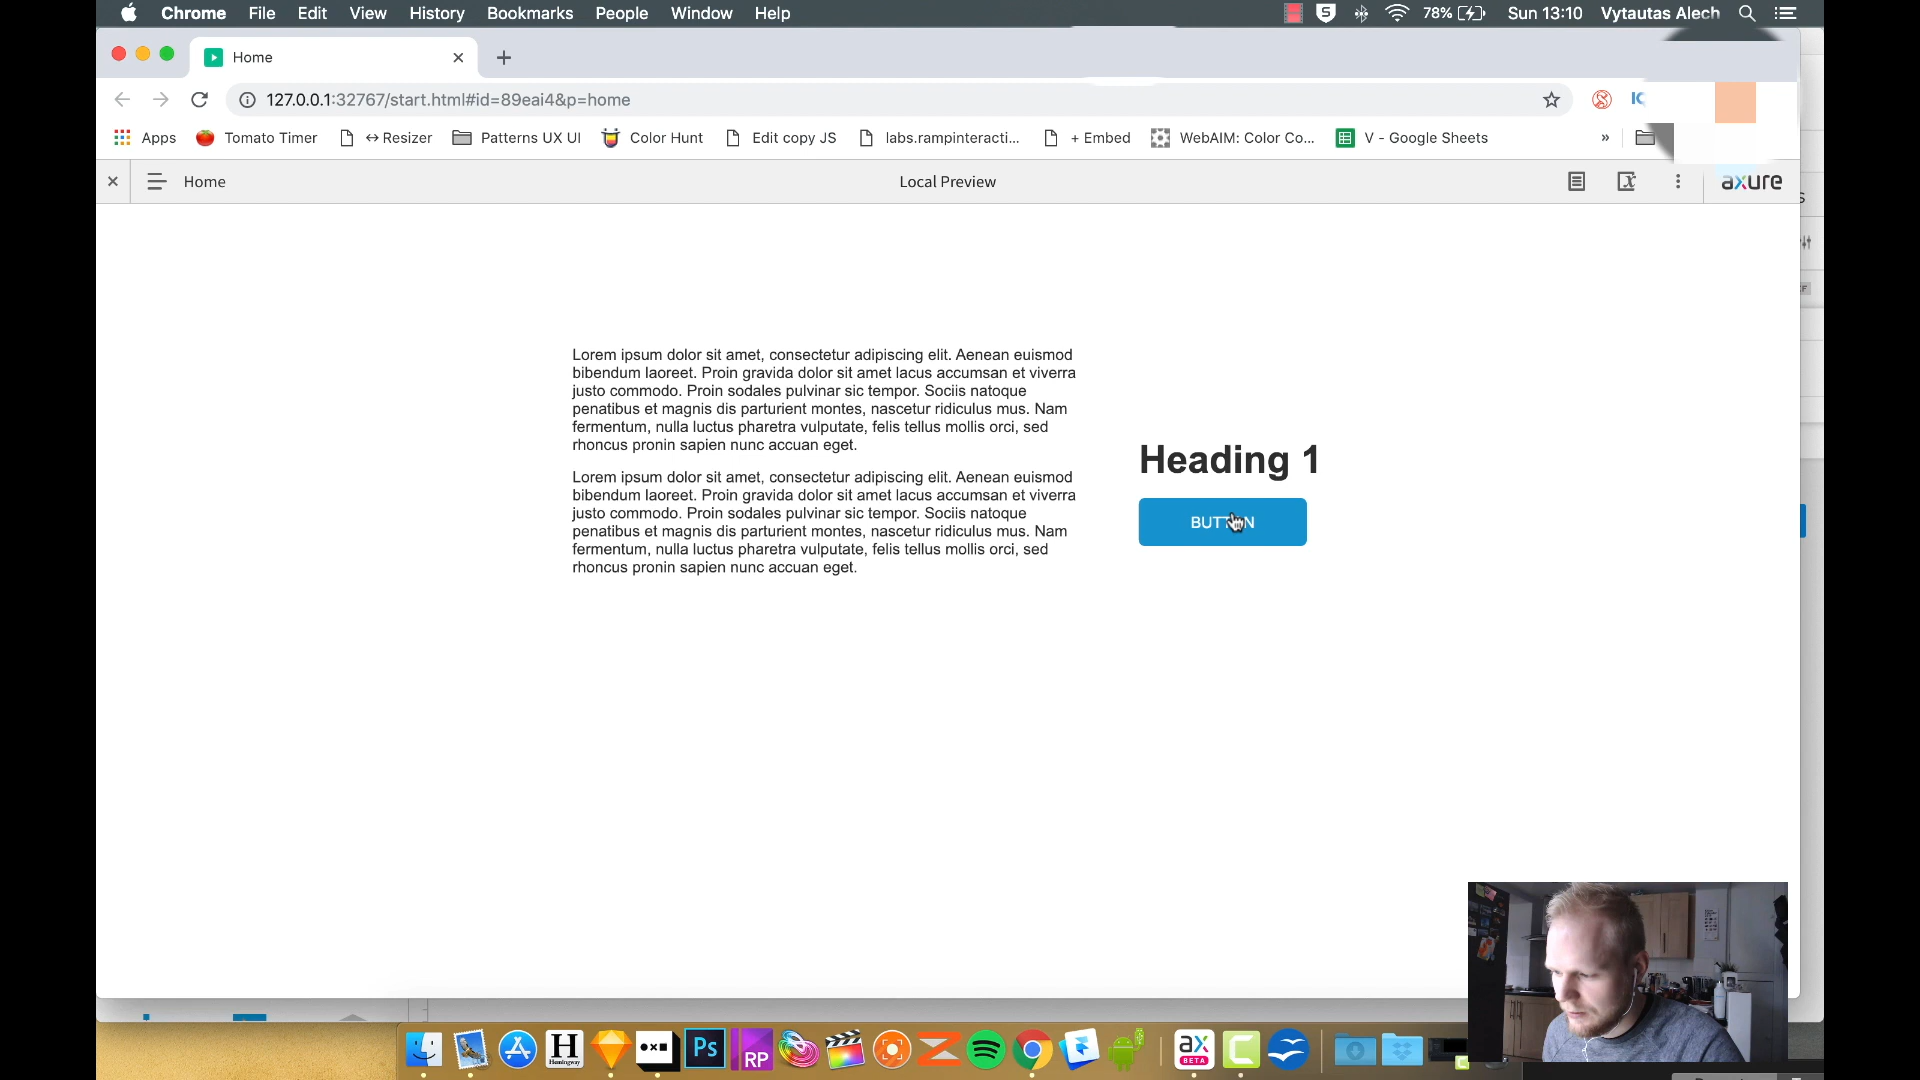 Chrome File Edit View History Bookmarks People Window Help 78% Sun 13:10 Vytautas Alech
Home
127.0.0.1:32767/start.html#id=89eai4&p=home
Apps Tomato Timer ↔Resizer Patterns UX UI Color Hunt Edit copy JS labs.rampinteracti... + Embed WebAIM: Color Co... V - Google Sheets »
Home Local Preview axure
Lorem ipsum dolor sit amet, consectetur adipiscing elit. Aenean euismod
bibendum laoreet. Proin gravida dolor sit amet lacus accumsan et viverra
justo commodo. Proin sodales pulvinar sic tempor. Sociis natoque
penatibus et magnis dis parturient montes, nascetur ridiculus mus. Nam
fermentum, nulla luctus pharetra vulputate, felis tellus mollis orci, sed
rhoncus pronin sapien nunc accuan eget.
Lorem ipsum dolor sit amet, consectetur adipiscing elit. Aenean euismod
bibendum laoreet. Proin gravida dolor sit amet lacus accumsan et viverra
justo commodo. Proin sodales pulvinar sic tempor. Sociis natoque
penatibus et magnis dis parturient montes, nascetur ridiculus mus. Nam
fermentum, nulla luctus pharetra vulputate, felis tellus mollis orci, sed
rhoncus pronin sapien nunc accuan eget.
Heading 1
BUTTON
H Hemingway Ps RP ax BETA C